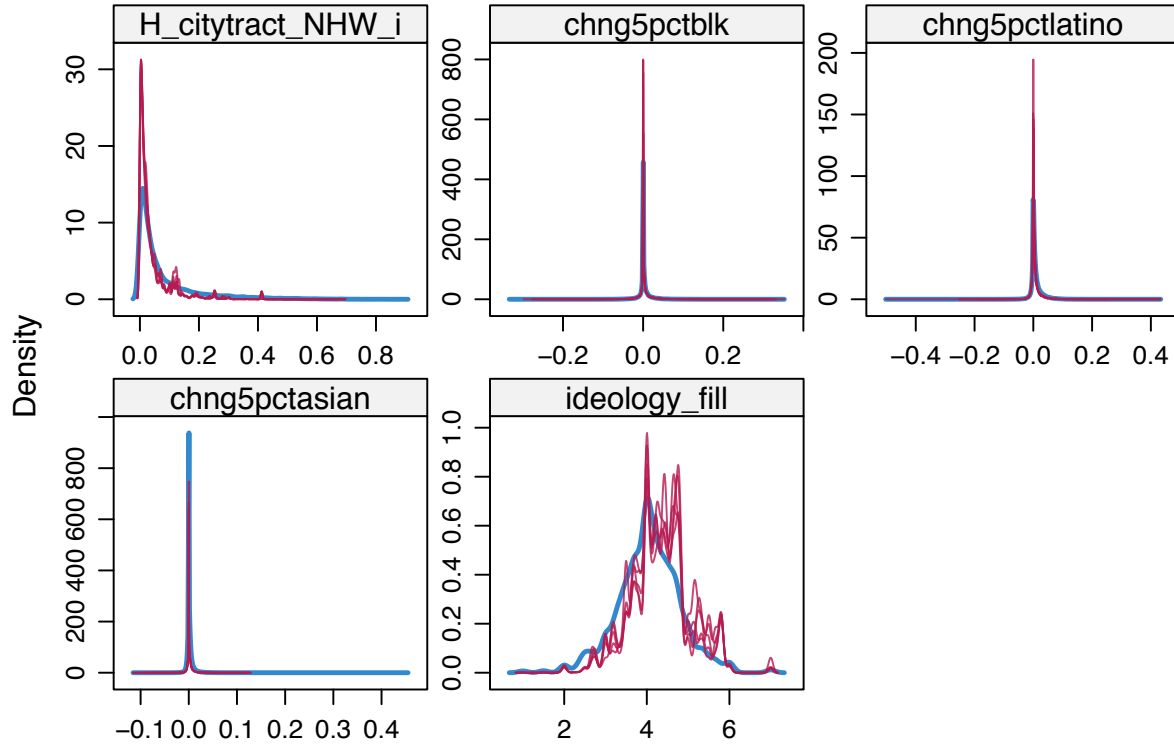 H_citytract_NHW_i
chng5pctblk
chng5pctlatino
0 10 20 30
0 200 400 600 800
0 50 100 150 200
0.0 0.2 0.4 0.6 0.8
−0.2 0.0 0.2
−0.4 −0.2 0.0 0.2 0.4
Density
chng5pctasian
ideology_fill
0 200 400 600 800
0.0 0.2 0.4 0.6 0.8 1.0
−0.1 0.0 0.1 0.2 0.3 0.4
2 4 6